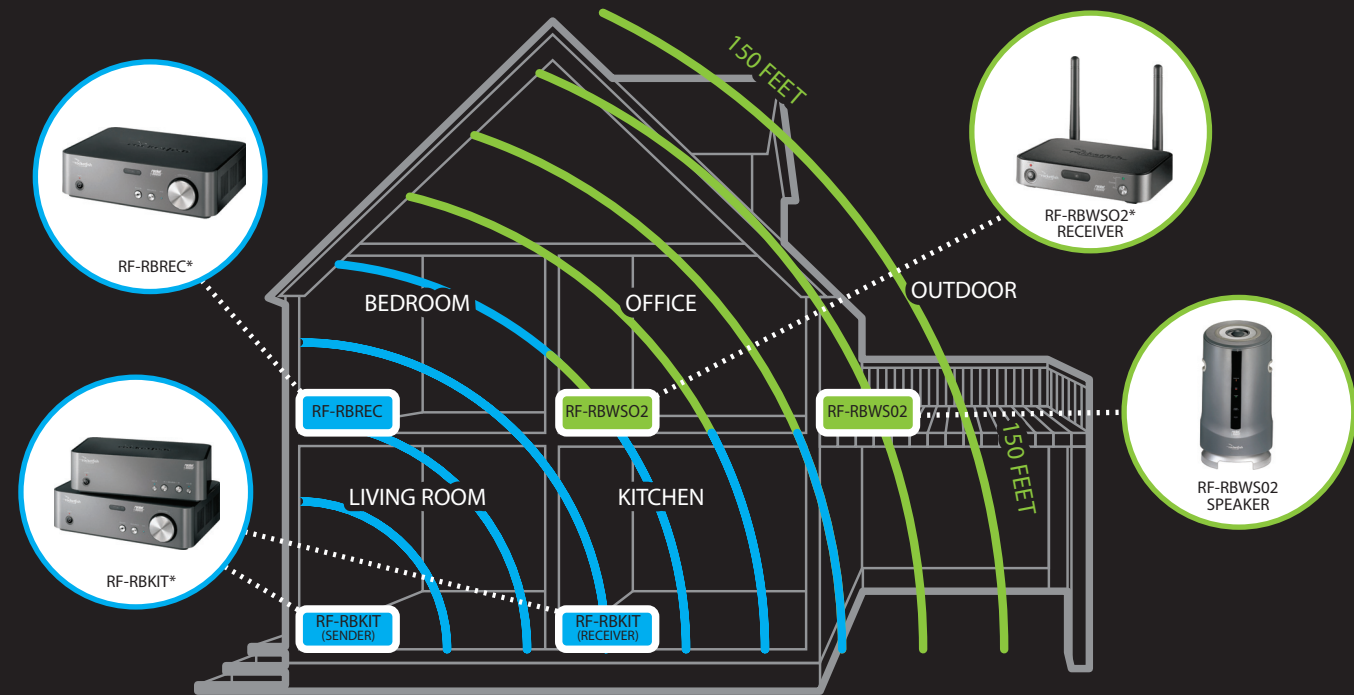 150 FEET
RF-RBREC*
RF-RBWSO2*
RECEIVER
BEDROOM
OFFICE
OUTDOOR
RF-RBREC
RF-RBWSO2
RF-RBWS02
150 FEET
LIVING ROOM
KITCHEN
RF-RBWS02
SPEAKER
RF-RBKIT*
RF-RBKIT
(SENDER)
RF-RBKIT
(RECEIVER)